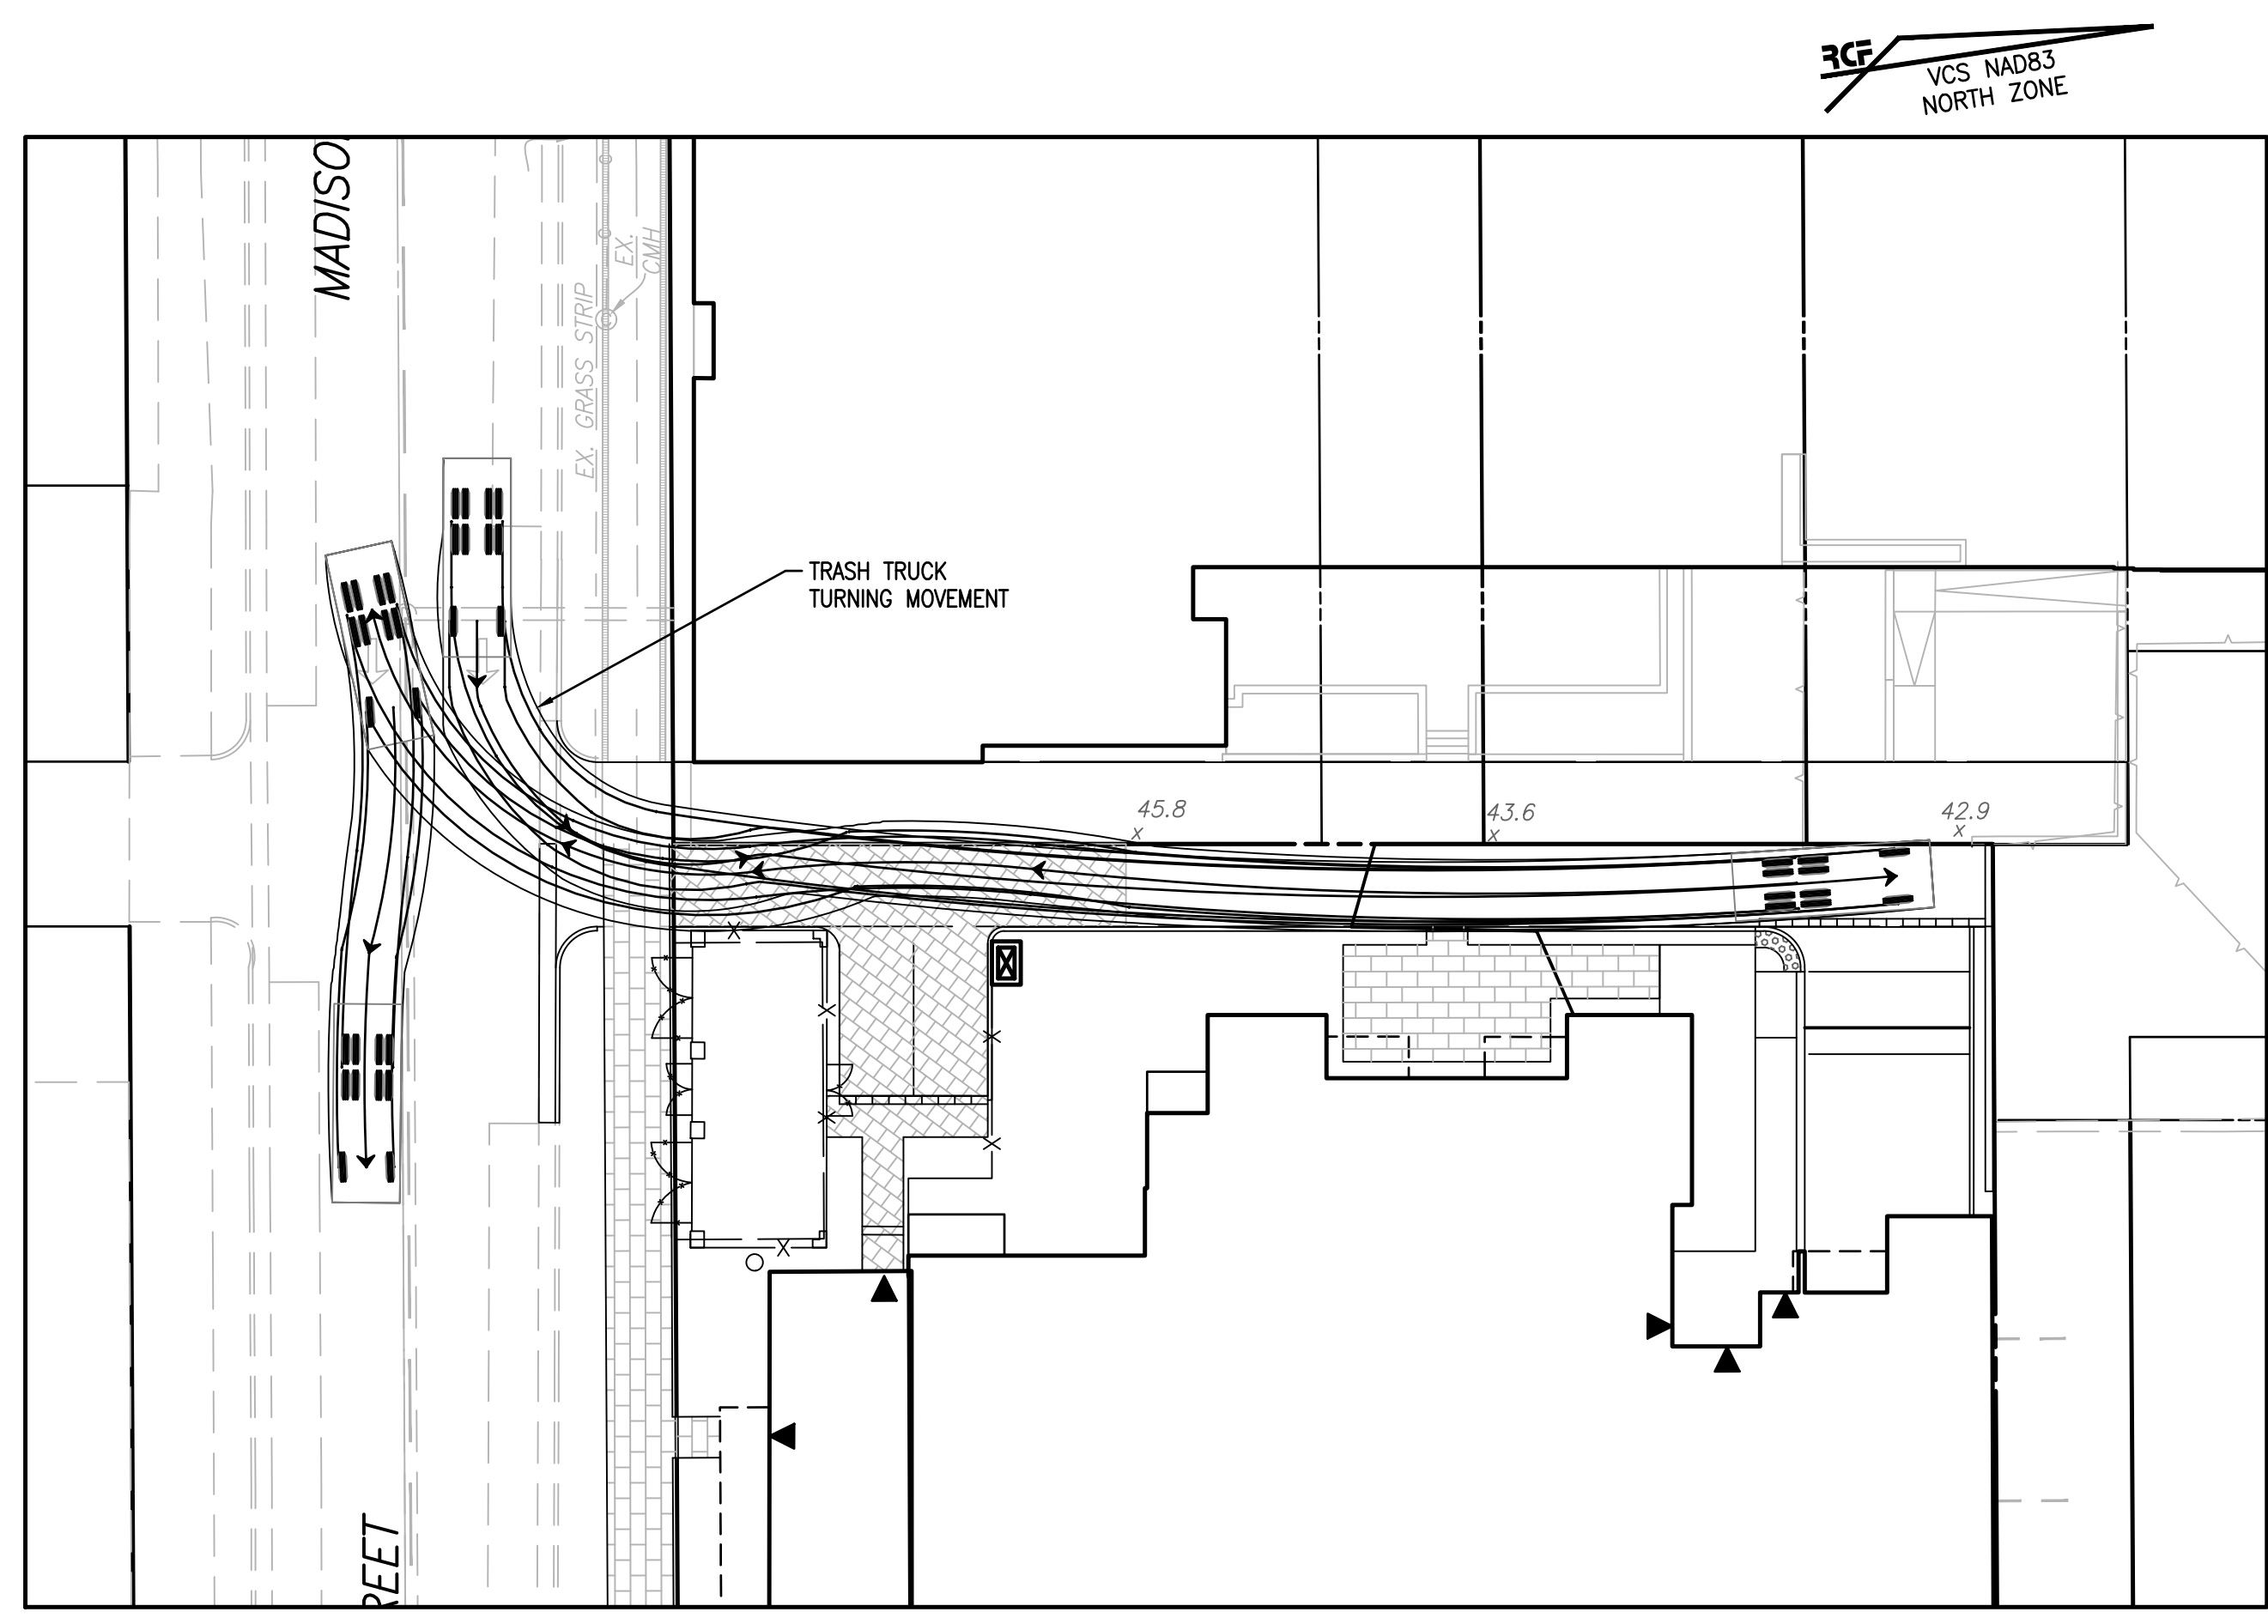 RCF
VCS NAD83
NORTH ZONE
MADISO
EX.
CMH
EX. GRASS STRIP
TRASH TRUCK
TURNING MOVEMENT
45.8
x
43.6
x
42.9
x
REET